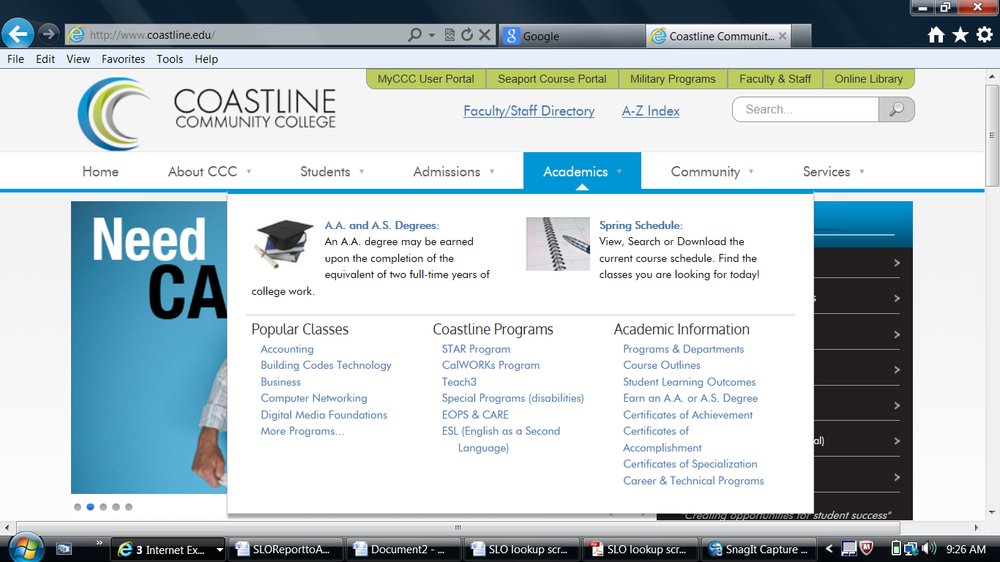 http://www.coastline.edu/
Google
Coastline Communit...
File Edit View Favorites Tools Help
MyCCC User Portal
Seaport Course Portal
Military Programs
Faculty & Staff
Online Library
COASTLINE
COMMUNITY COLLEGE
Faculty/Staff Directory
A-Z Index
Search...
Home
About CCC
Students
Admissions
Academics
Community
Services
Need
CA
A.A. and A.S. Degrees:
An A.A. degree may be earned
upon the completion of the
equivalent of two full-time years of
college work.
Spring Schedule:
View, Search or Download the
current course schedule. Find the
classes you are looking for today!
Popular Classes
Accounting
Building Codes Technology
Business
Computer Networking
Digital Media Foundations
More Programs...
Coastline Programs
STAR Program
CalWORKs Program
Teach3
Special Programs (disabilities)
EOPS & CARE
ESL (English as a Second
Language)
Academic Information
Programs & Departments
Course Outlines
Student Learning Outcomes
Earn an A.A. or A.S. Degree
Certificates of Achievement
Certificates of
Accomplishment
Certificates of Specialization
Career & Technical Programs
s
al)
"Creating opportunities for student success"
3 Internet Ex...
SLOReporttoA...
Document2 - ...
SLO lookup scr...
SLO lookup scr...
SnagIt Capture ...
9:26 AM